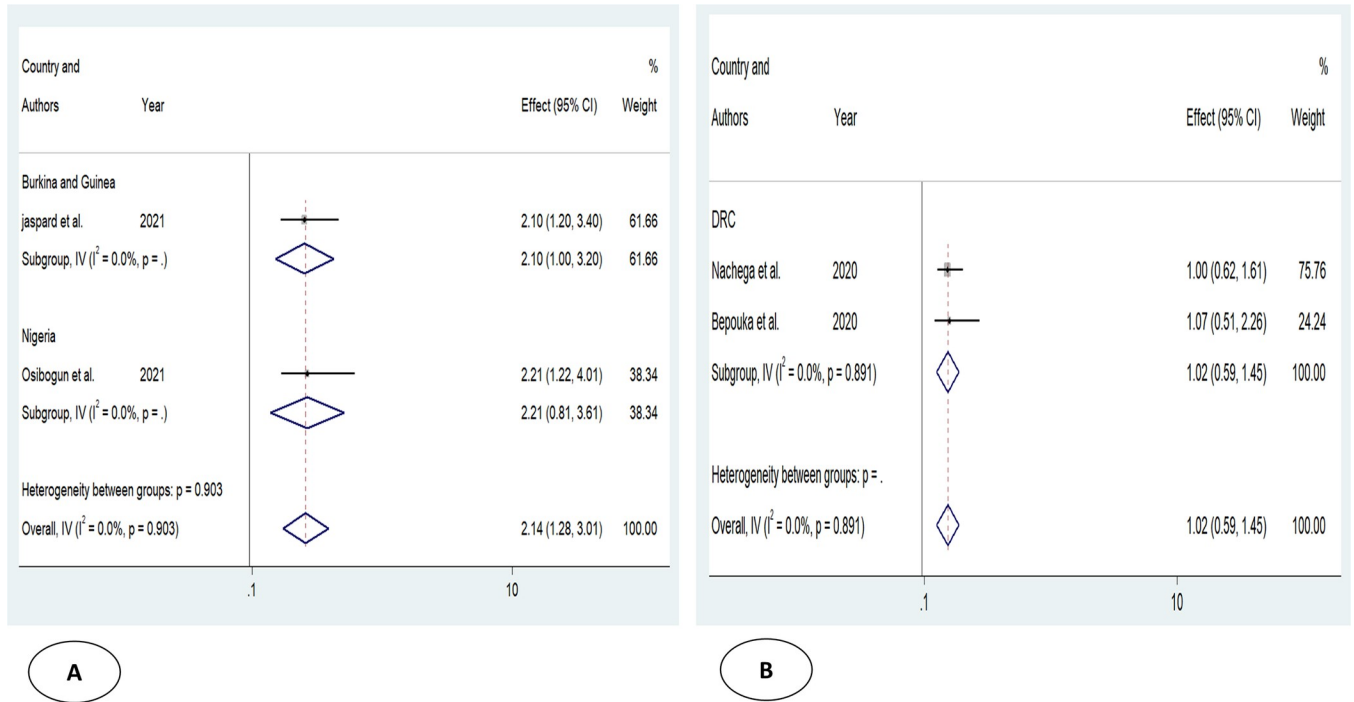 Country and %
Authors Year Effect (95% CI) Weight
Burkina and Guinea
jaspard et al. 2021 2.10 (1.20, 3.40) 61.66
Subgroup, IV (I² = 0.0%, p = .) 2.10 (1.00, 3.20) 61.66
Nigeria
Osibogun et al. 2021 2.21 (1.22, 4.01) 38.34
Subgroup, IV (I² = 0.0%, p = .) 2.21 (0.81, 3.61) 38.34
Heterogeneity between groups: p = 0.903
Overall, IV (I² = 0.0%, p = 0.903) 2.14 (1.28, 3.01) 100.00
.1 10
A
Country and %
Authors Year Effect (95% CI) Weight
DRC
Nachega et al. 2020 1.00 (0.62, 1.61) 75.76
Bepouka et al. 2020 1.07 (0.51, 2.26) 24.24
Subgroup, IV (I² = 0.0%, p = 0.891) 1.02 (0.59, 1.45) 100.00
Heterogeneity between groups: p = .
Overall, IV (I² = 0.0%, p = 0.891) 1.02 (0.59, 1.45) 100.00
.1 10
B